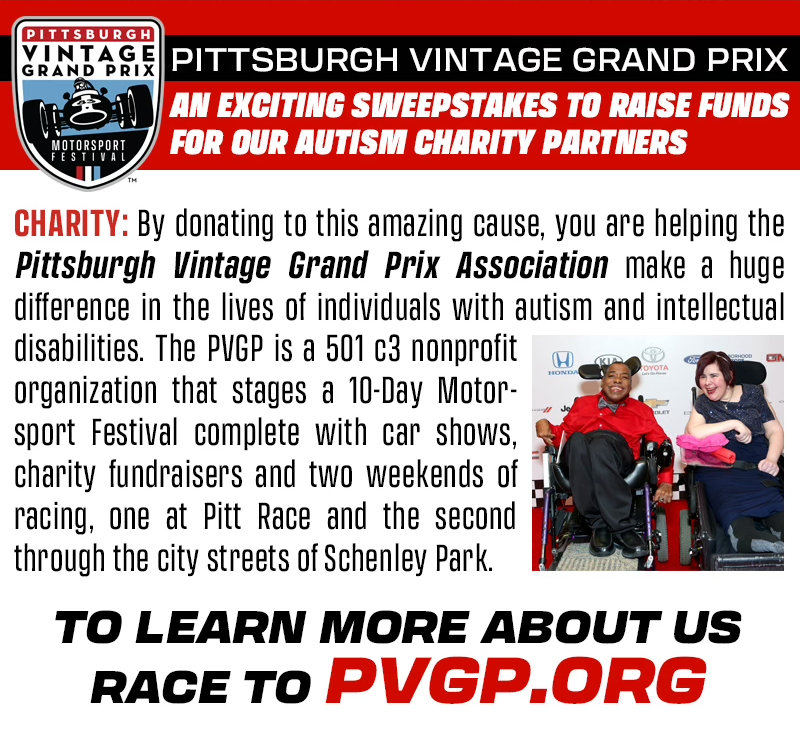 PITTSBURGH
VINTAGE
GRAND PRIX
MOTORSPORT
FESTIVAL
TM
PITTSBURGH VINTAGE GRAND PRIX
AN EXCITING SWEEPSTAKES TO RAISE FUNDS
FOR OUR AUTISM CHARITY PARTNERS
CHARITY: By donating to this amazing cause, you are helping the
Pittsburgh Vintage Grand Prix Association make a huge
difference in the lives of individuals with autism and intellectual
disabilities. The PVGP is a 501 c3 nonprofit
organization that stages a 10-Day Motor-
sport Festival complete with car shows,
charity fundraisers and two weekends of
racing, one at Pitt Race and the second
through the city streets of Schenley Park.
HONDA
KIA
TOYOTA
Ford
TO LEARN MORE ABOUT US
RACE TO PVGP.ORG